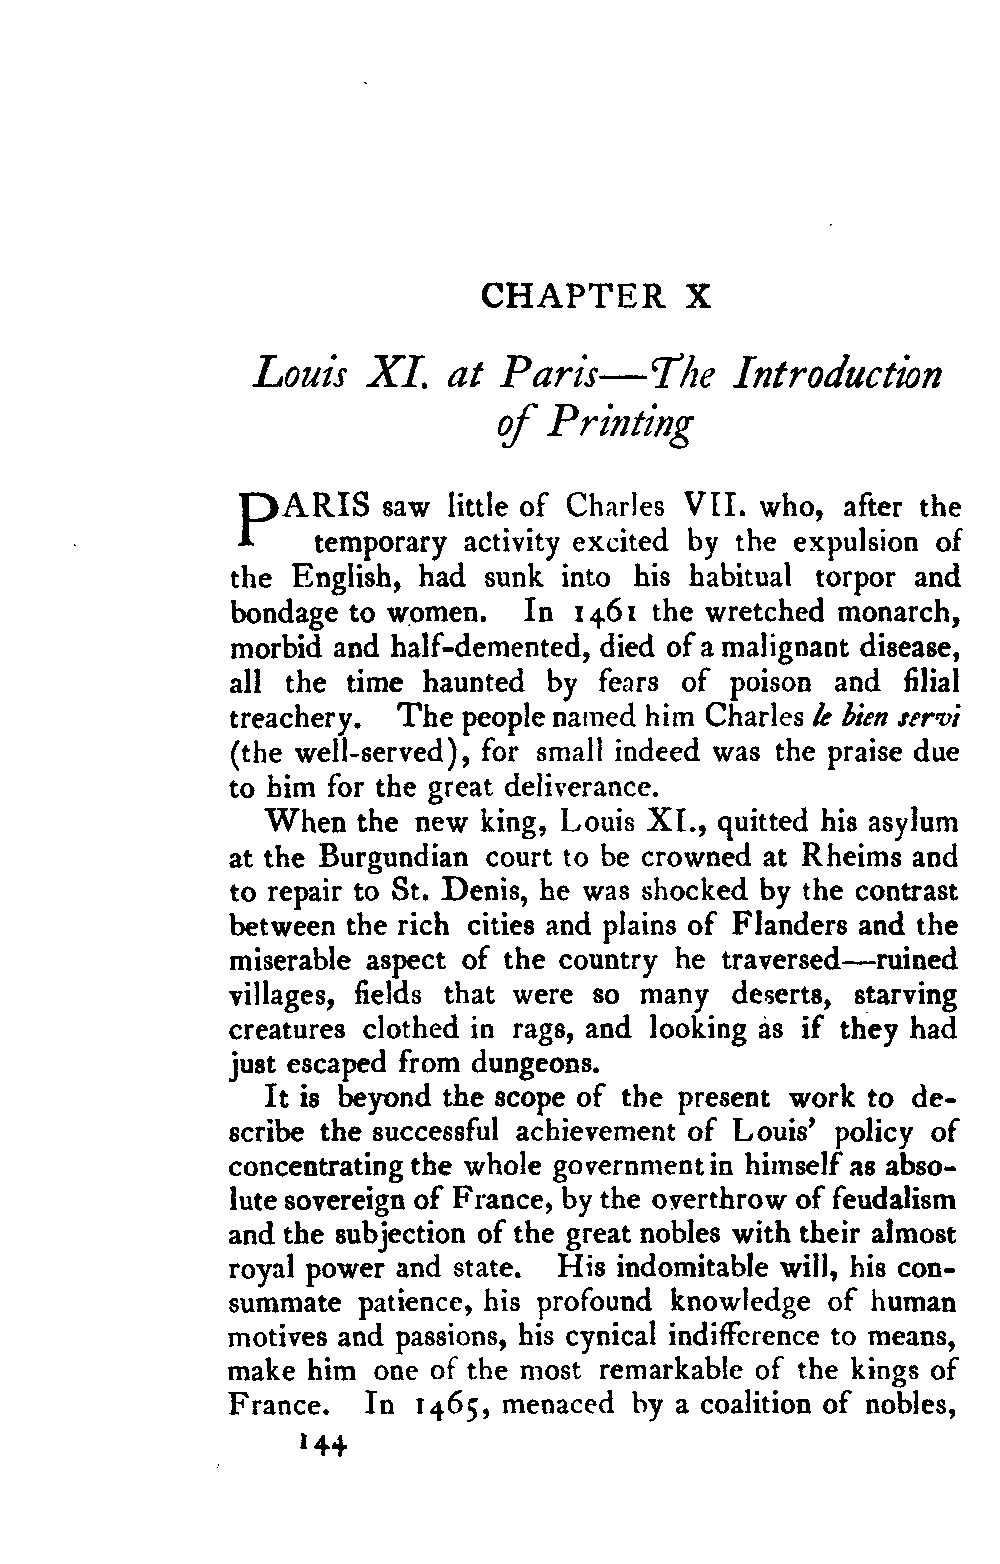 CHAPTER X
Louis XI. at Paris—The Introduction
of Printing
PARIS saw little of Charles VII. who, after the
temporary activity excited by the expulsion of
the English, had sunk into his habitual torpor and
bondage to women. In 1461 the wretched monarch,
morbid and half-demented, died of a malignant disease,
all the time haunted by fears of poison and filial
treachery. The people named him Charles le bien servi
(the well-served), for small indeed was the praise due
to him for the great deliverance.
When the new king, Louis XI., quitted his asylum
at the Burgundian court to be crowned at Rheims and
to repair to St. Denis, he was shocked by the contrast
between the rich cities and plains of Flanders and the
miserable aspect of the country he traversed—ruined
villages, fields that were so many deserts, starving
creatures clothed in rags, and looking as if they had
just escaped from dungeons.
It is beyond the scope of the present work to de-
scribe the successful achievement of Louis' policy of
concentrating the whole government in himself as abso-
lute sovereign of France, by the overthrow of feudalism
and the subjection of the great nobles with their almost
royal power and state. His indomitable will, his con-
summate patience, his profound knowledge of human
motives and passions, his cynical indifference to means,
make him one of the most remarkable of the kings of
France. In 1465, menaced by a coalition of nobles,
144